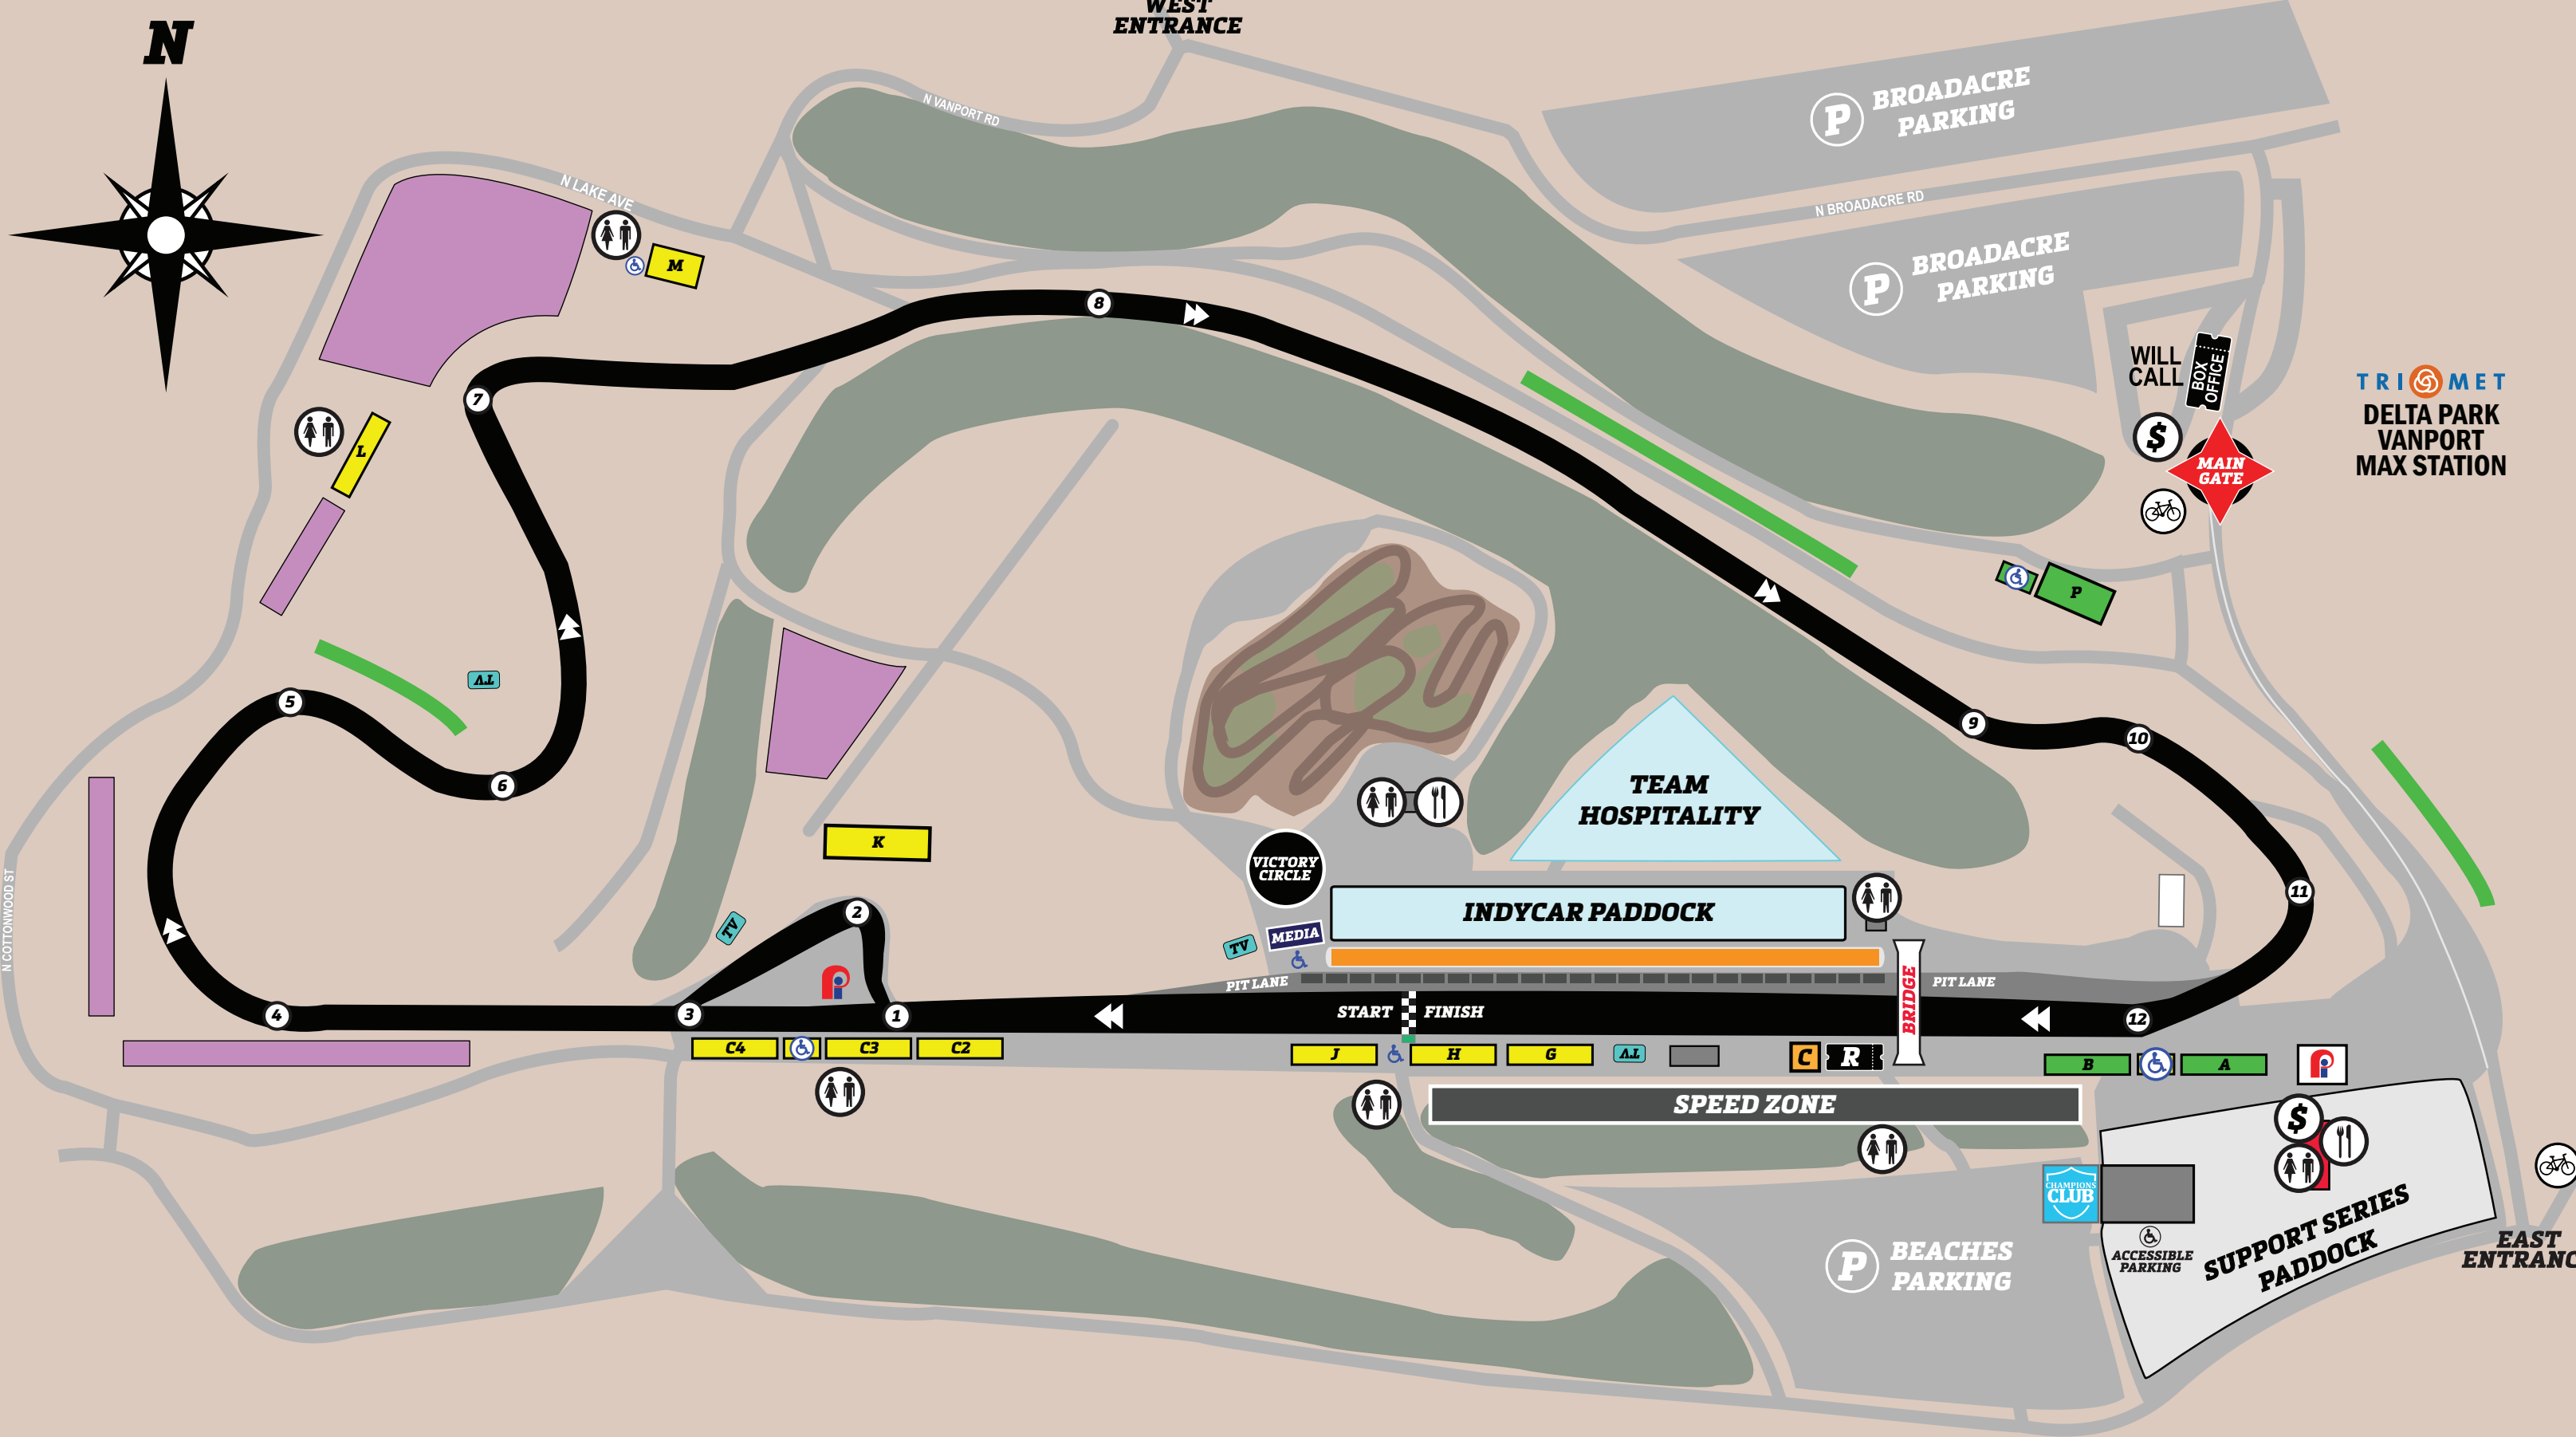 N
WEST
ENTRANCE
N VANPORT RD
N LAKE AVE
P
BROADACRE
PARKING
N BROADACRE RD
P
BROADACRE
PARKING
WILL
CALL
BOX
OFFICE
$
MAIN
GATE
TRI MET
DELTA PARK
VANPORT
MAX STATION
M
L
8
7
P
TV
5
6
9
10
11
TEAM
HOSPITALITY
K
VICTORY
CIRCLE
INDYCAR PADDOCK
2
TV
TV
MEDIA
N COTTONWOOD ST
PIT LANE
PIT LANE
BRIDGE
4
3
1
START
FINISH
12
C4
C3
C2
J
H
G
TV
C
R
B
A
SPEED ZONE
$
CHAMPIONS
CLUB
ACCESSIBLE
PARKING
SUPPORT SERIES
PADDOCK
P
BEACHES
PARKING
EAST
ENTRANC